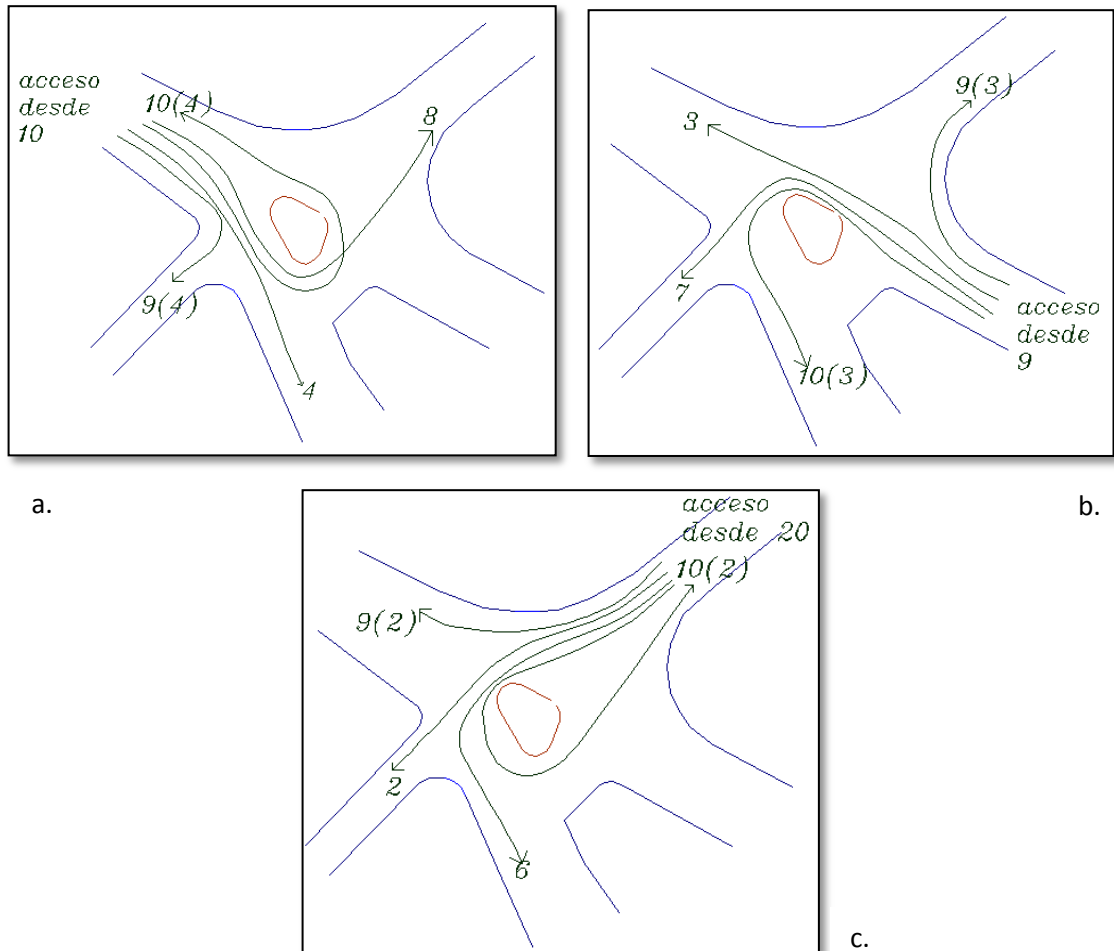 acceso
desde
10
10(4)
8
9(4)
4
a.
9(3)
3
7
10(3)
acceso
desde
9
b.
acceso
desde 20
10(2)
9(2)
2
6
c.